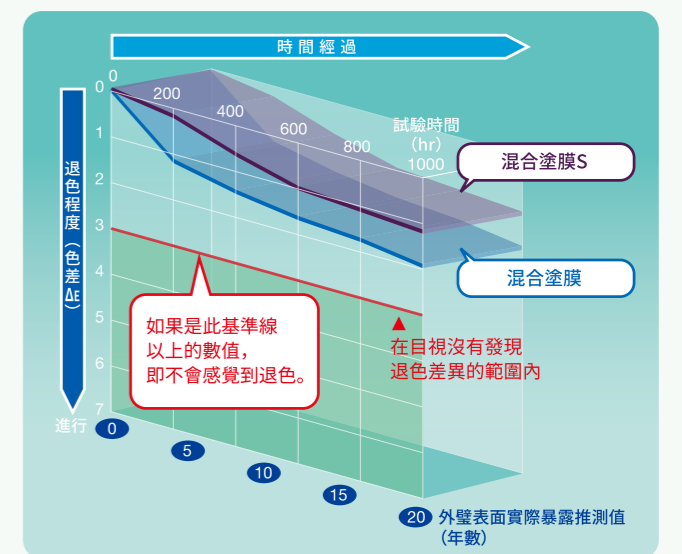 時間經過
0
200
400
600
800
試驗時間
（hr）
1000
0
1
2
3
4
5
6
7
退色程度（色差ΔE）
進行
混合塗膜S
混合塗膜
如果是此基準線
以上的數值，
即不會感覺到退色。
在目視沒有發現
退色差異的範圍內
0
5
10
15
20
外壁表面實際暴露推測值
（年數）